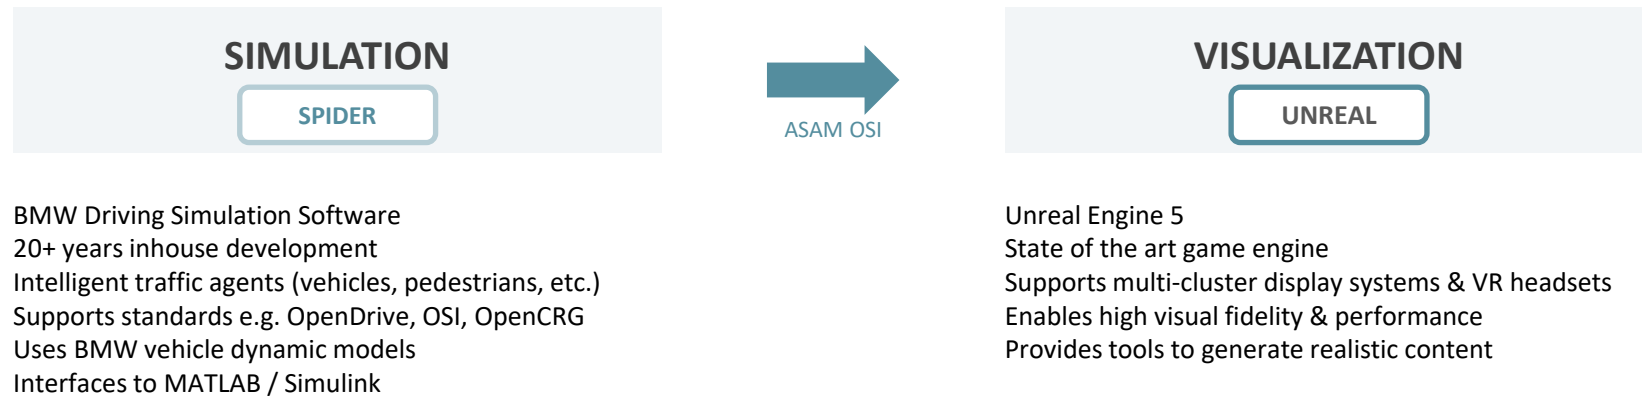 SIMULATION
SPIDER
BMW Driving Simulation Software
20+ years inhouse development
Intelligent traffic agents (vehicles, pedestrians, etc.)
Supports standards e.g. OpenDrive, OSI, OpenCRG
Uses BMW vehicle dynamic models
Interfaces to MATLAB / Simulink
ASAM OSI
VISUALIZATION
UNREAL
Unreal Engine 5
State of the art game engine
Supports multi-cluster display systems & VR headsets
Enables high visual fidelity & performance
Provides tools to generate realistic content